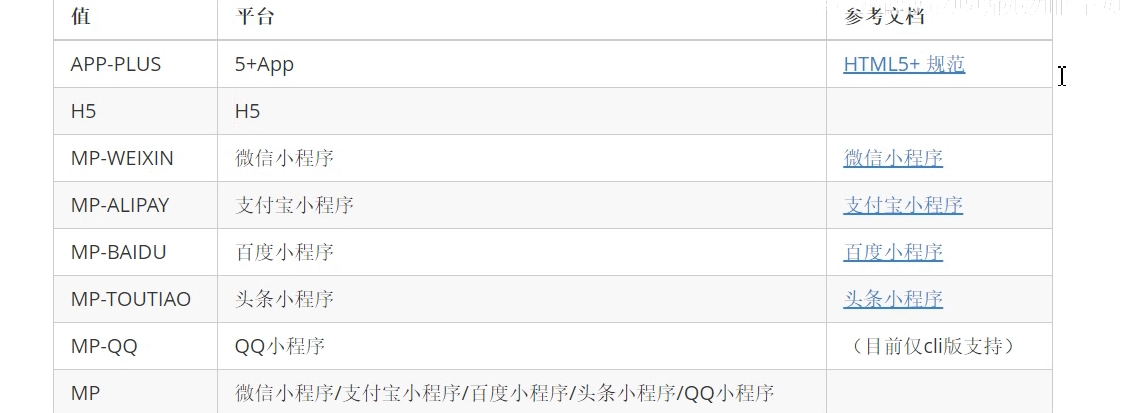 值 平台 参考文档
APP-PLUS 5+App HTML5+ 规范
H5 H5
MP-WEIXIN 微信小程序 微信小程序
MP-ALIPAY 支付宝小程序 支付宝小程序
MP-BAIDU 百度小程序 百度小程序
MP-TOUTIAO 头条小程序 头条小程序
MP-QQ QQ小程序 （目前仅cli版支持）
MP 微信小程序/支付宝小程序/百度小程序/头条小程序/QQ小程序